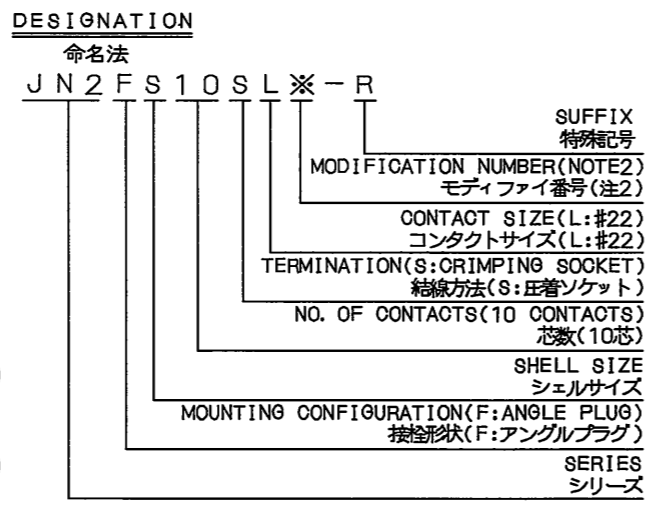 DESIGNATION
命名法
JN2FS10SL※-R
SUFFIX
特殊記号
MODIFICATION NUMBER(NOTE2)
モディファイ番号(注2)
CONTACT SIZE(L:#22)
コンタクトサイズ(L:#22)
TERMINATION(S:CRIMPING SOCKET)
結線方法(S:圧着ソケット)
NO. OF CONTACTS(10 CONTACTS)
芯数(10芯)
SHELL SIZE
シェルサイズ
MOUNTING CONFIGURATION(F:ANGLE PLUG)
接栓形状(F:アングルプラグ)
SERIES
シリーズ